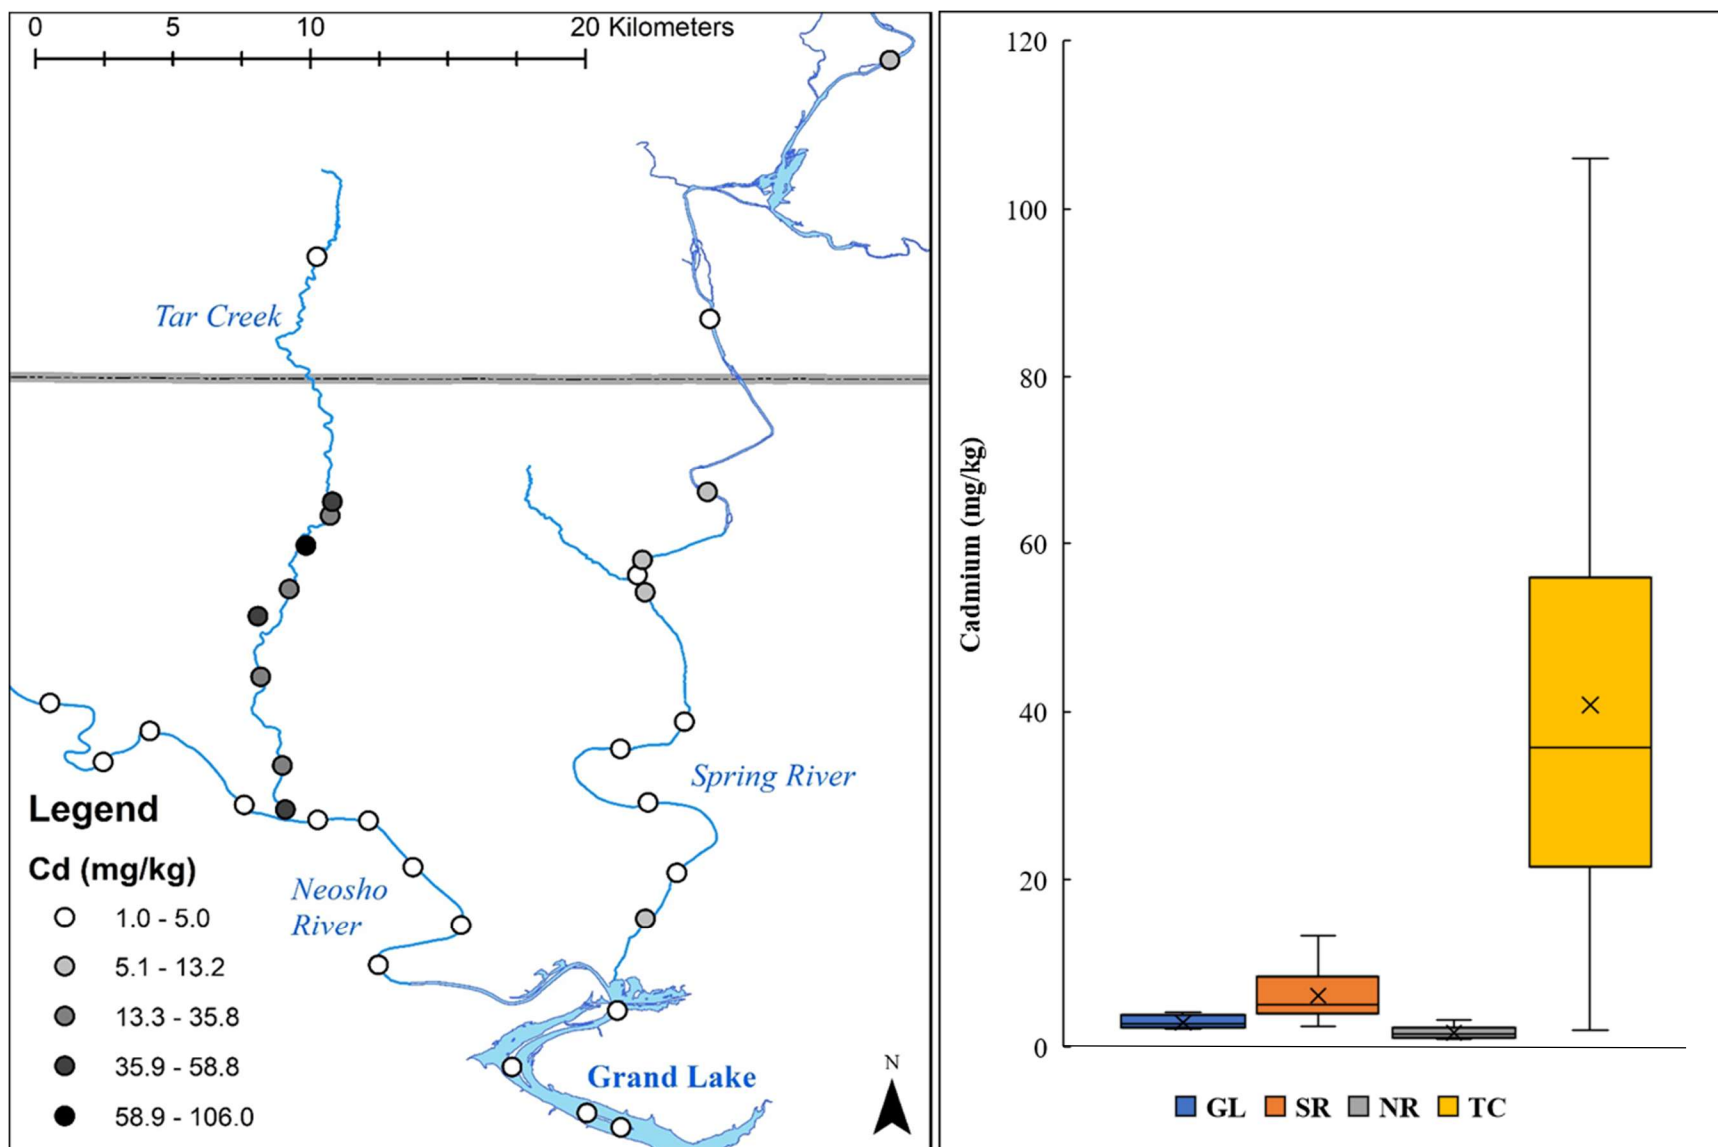 0 5 10 20 Kilometers
Tar Creek
Spring River
Neosho
River
Grand Lake
N
Legend
Cd (mg/kg)
1.0 - 5.0
5.1 - 13.2
13.3 - 35.8
35.9 - 58.8
58.9 - 106.0
Cadmium (mg/kg)
120
100
80
60
40
20
0
GL SR NR TC